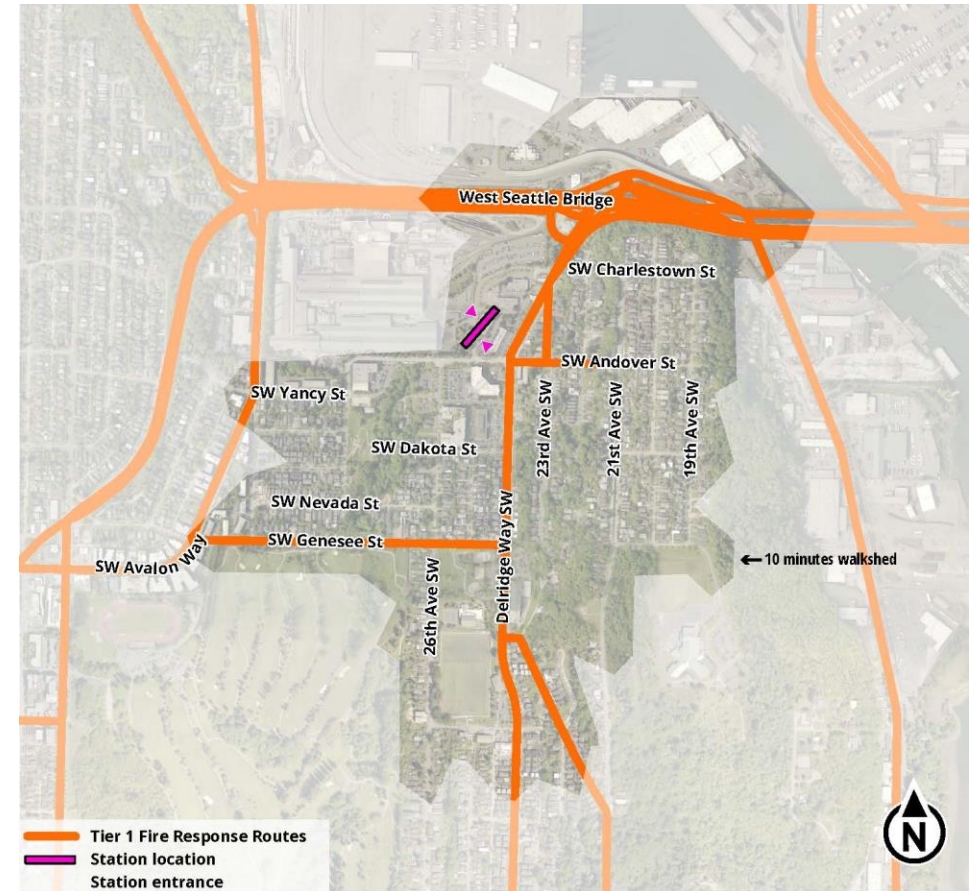 West Seattle Bridge
SW Charlestown St
SW Andover St
SW Yancy St
23rd Ave SW
21st Ave SW
19th Ave SW
SW Dakota St
SW Nevada St
SW Genesee St
SW Avalon Way
Delridge Way SW
26th Ave SW
← 10 minutes walkshed
Tier 1 Fire Response Routes
Station location
Station entrance
N